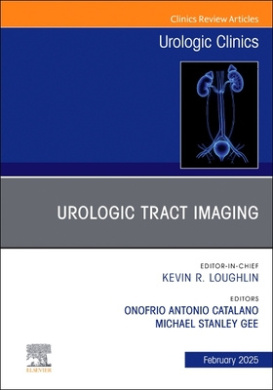 Clinics Review Articles
Urologic Clinics
UROLOGIC TRACT IMAGING
EDITOR-IN-CHIEF
KEVIN R. LOUGHLIN
EDITORS
ONOFRIO ANTONIO CATALANO
MICHAEL STANLEY GEE
ELSEVIER
February 2025